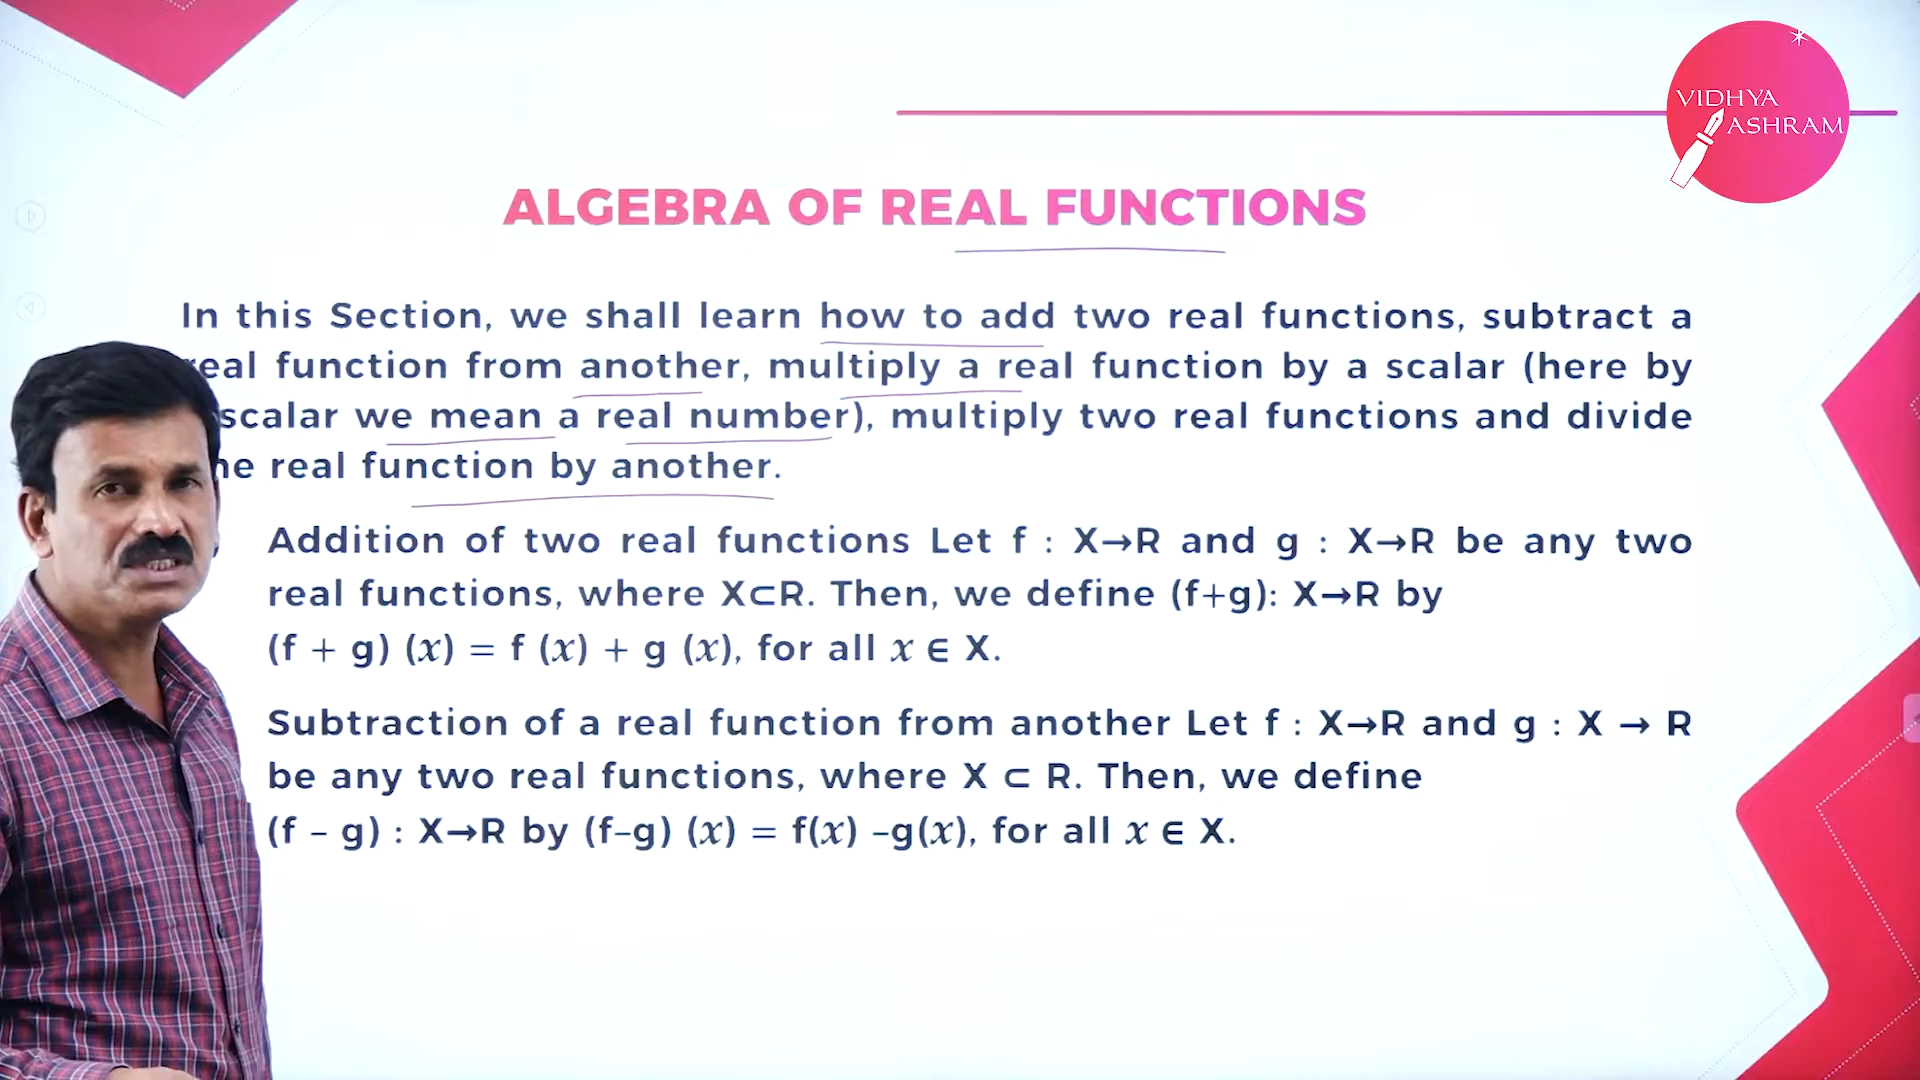 VIDHYA
ASHRAM
ALGEBRA OF REAL FUNCTIONS
In this Section, we shall learn how to add two real functions, subtract a
real function from another, multiply a real function by a scalar (here by
scalar we mean a real number), multiply two real functions and divide
real function by another.
Addition of two real functions Let f : X→R and g : X→R be any two
real functions, where X⊂R. Then, we define (f+g): X→R by
(f + g) (x) = f (x) + g (x), for all x ∈ X.
Subtraction of a real function from another Let f : X→R and g : X → R
be any two real functions, where X ⊂ R. Then, we define
(f – g) : X→R by (f–g) (x) = f(x) –g(x), for all x ∈ X.